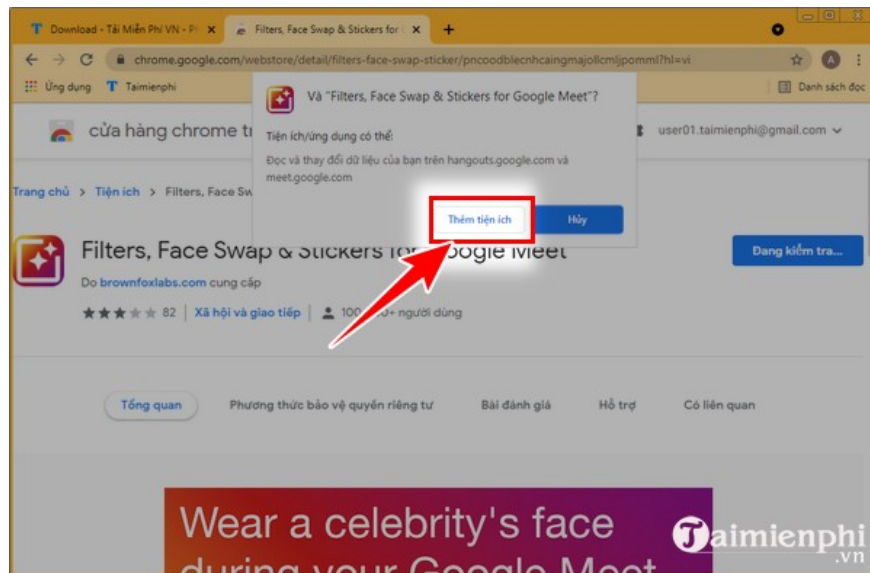 Download - Tải Miễn Phí VN - P
Filters, Face Swap & Stickers for
chrome.google.com/webstore/detail/filters-face-swap-sticker/pncoodblecnhcaingmajollcmljpomml?hl=vi
A
Ứng dụng
Taimienphi
Danh sách đọc
cửa hàng chrome
user01.taimienphi@gmail.com
Và "Filters, Face Swap & Stickers for Google Meet"?
Tiện ích/ứng dụng có thể:
Đọc và thay đổi dữ liệu của bạn trên hangouts.google.com và
meet.google.com
Thêm tiện ích
Hủy
Trang chủ > Tiện ích > Filters, Face Sw
Filters, Face Swap & Stickers for Google Meet
Đang kiểm tra...
Do brownfoxlabs.com cung cấp
82 | Xã hội và giao tiếp | 100 người dùng
Tổng quan
Phương thức bảo vệ quyền riêng tư
Bài đánh giá
Hỗ trợ
Có liên quan
Wear a celebrity's face
during your Google Meet
Taimienphi
.vn